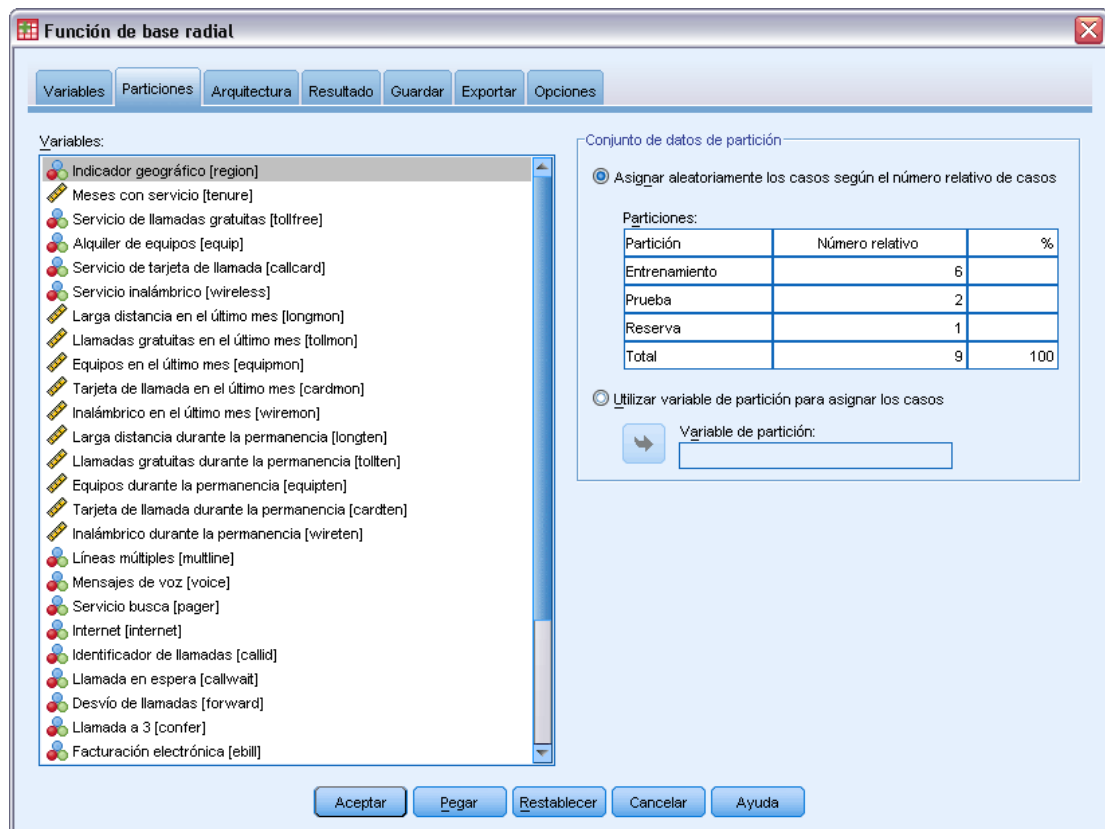 Función de base radial
Variables Particiones Arquitectura Resultado Guardar Exportar Opciones
Variables:
Indicador geográfico [region]
Meses con servicio [tenure]
Servicio de llamadas gratuitas [tollfree]
Alquiler de equipos [equip]
Servicio de tarjeta de llamada [callcard]
Servicio inalámbrico [wireless]
Larga distancia en el último mes [longmon]
Llamadas gratuitas en el último mes [tollmon]
Equipos en el último mes [equipmon]
Tarjeta de llamada en el último mes [cardmon]
Inalámbrico en el último mes [wiremon]
Larga distancia durante la permanencia [longten]
Llamadas gratuitas durante la permanencia [tollten]
Equipos durante la permanencia [equipten]
Tarjeta de llamada durante la permanencia [cardten]
Inalámbrico durante la permanencia [wireten]
Líneas múltiples [multline]
Mensajes de voz [voice]
Servicio busca [pager]
Internet [internet]
Identificador de llamadas [callid]
Llamada en espera [callwait]
Desvío de llamadas [forward]
Llamada a 3 [confer]
Facturación electrónica [ebill]
Conjunto de datos de partición
Asignar aleatoriamente los casos según el número relativo de casos
Particiones:
Partición Número relativo %
Entrenamiento 6
Prueba 2
Reserva 1
Total 9 100
Utilizar variable de partición para asignar los casos
Variable de partición:
Aceptar Pegar Restablecer Cancelar Ayuda